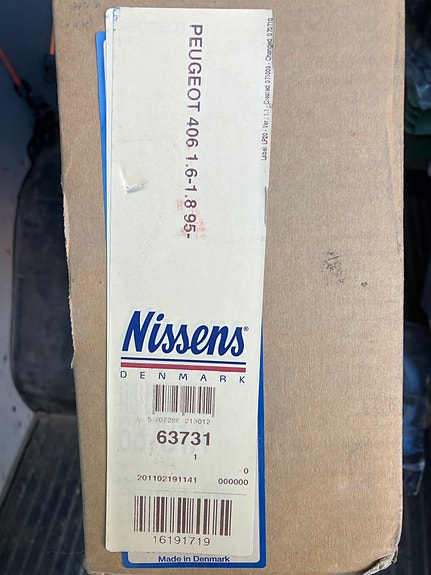 PEUGEOT 406 1.6-1.8 95-
Nissens®
DENMARK
5 707286 213012
63731
1
0
201102191141 000000
16191719
Made in Denmark